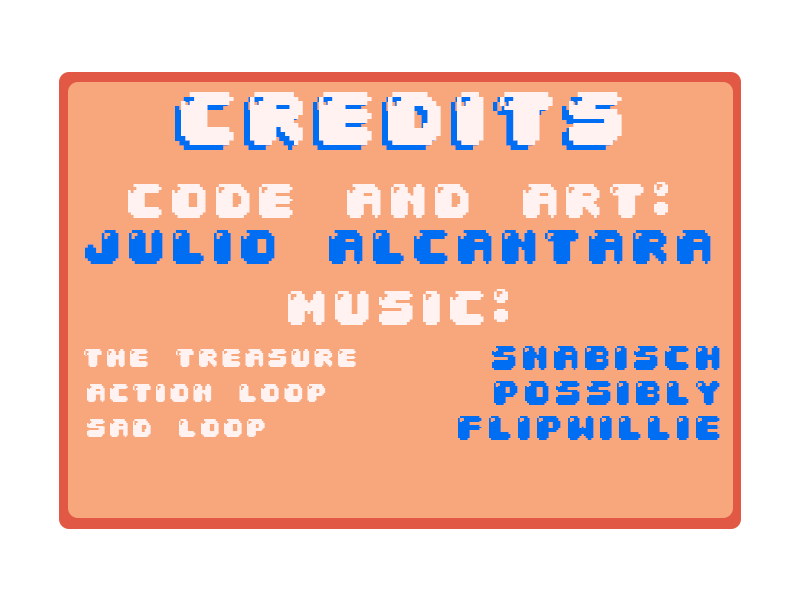 CREDITS
CODE AND ART:
JULIO ALCANTARA
MUSIC:
THE TREASURE SNABISCH
ACTION LOOP POSSIBLY
SAD LOOP FLIPWILLIE